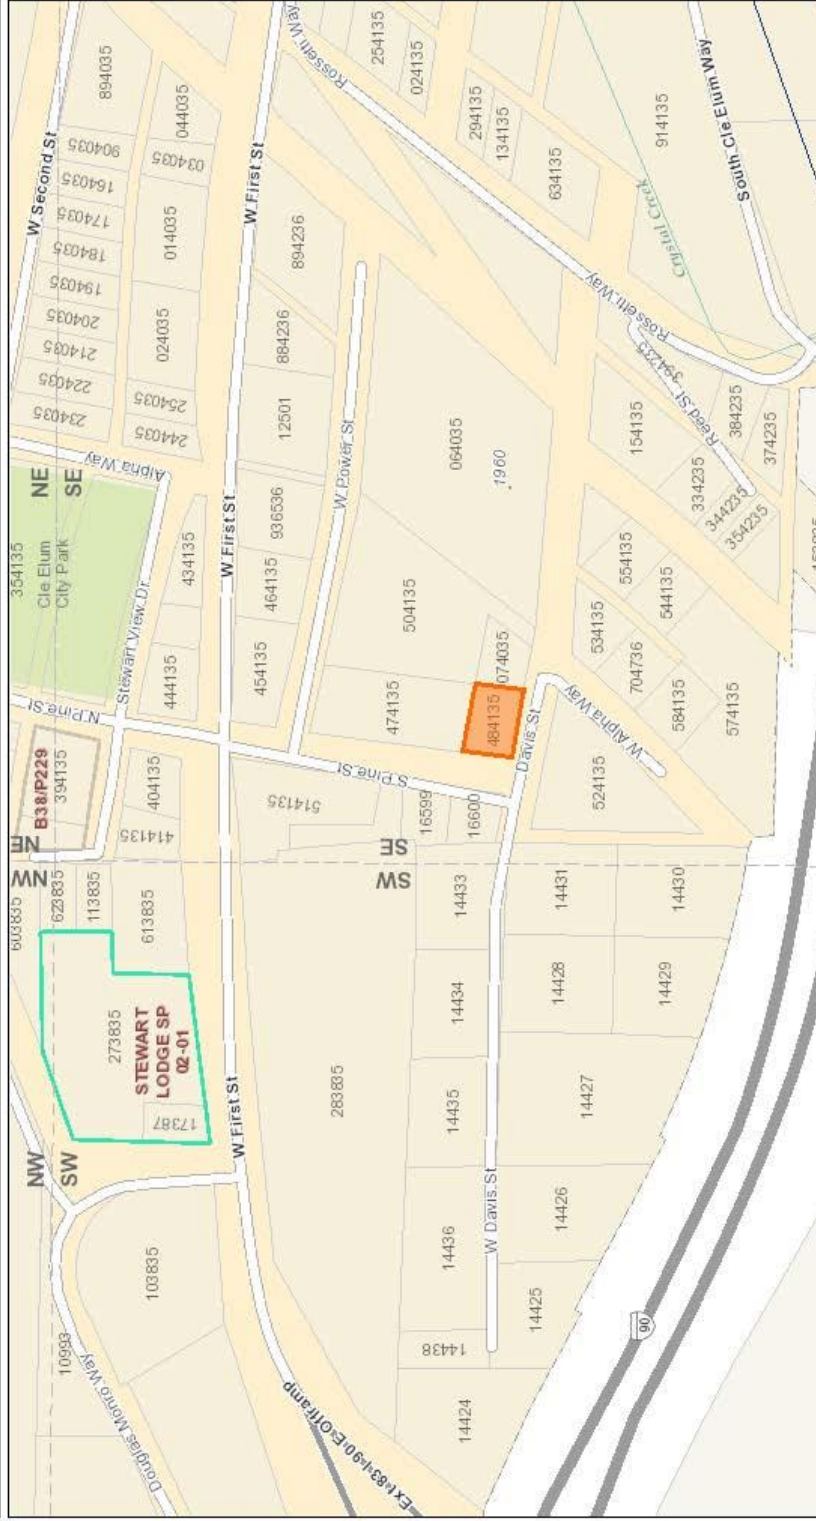 W Second St
894035
904035
164035
174035
184035
194035
204035
214035
224035
234035
044035
034035
014035
024035
254035
244035
W First St
Rossetti Way
254135
024135
294135
134135
634135
914135
South Cle Elum Way
Crystal Creek
894236
884236
12501
936536
464135
454135
W Power St
Alpha Way
NE
SE
354135
Cle Elum
City Park
Stewart View Dr
434135
444135
W First St
064035
1960
504135
474135
074035
484135
Davis St
W Alpha Way
Rossetti Way
394235
Reed St
384235
374235
154135
334235
344235
354235
554135
544135
534135
704736
584135
574135
524135
N Pine St
S Pine St
B38/P229
394135
404135
414135
514135
16599
16600
NE
NW
SE
SW
603835
623835
113835
613835
273835
STEWART
LODGE SP
02-01
17387
W First St
NW
SW
283835
14433
14434
14435
14436
14438
14424
14431
14430
14428
14429
14427
14426
14425
W Davis St
103835
10993
Douglas Monro Way
Ext-83-I-90-E-Offramp
90